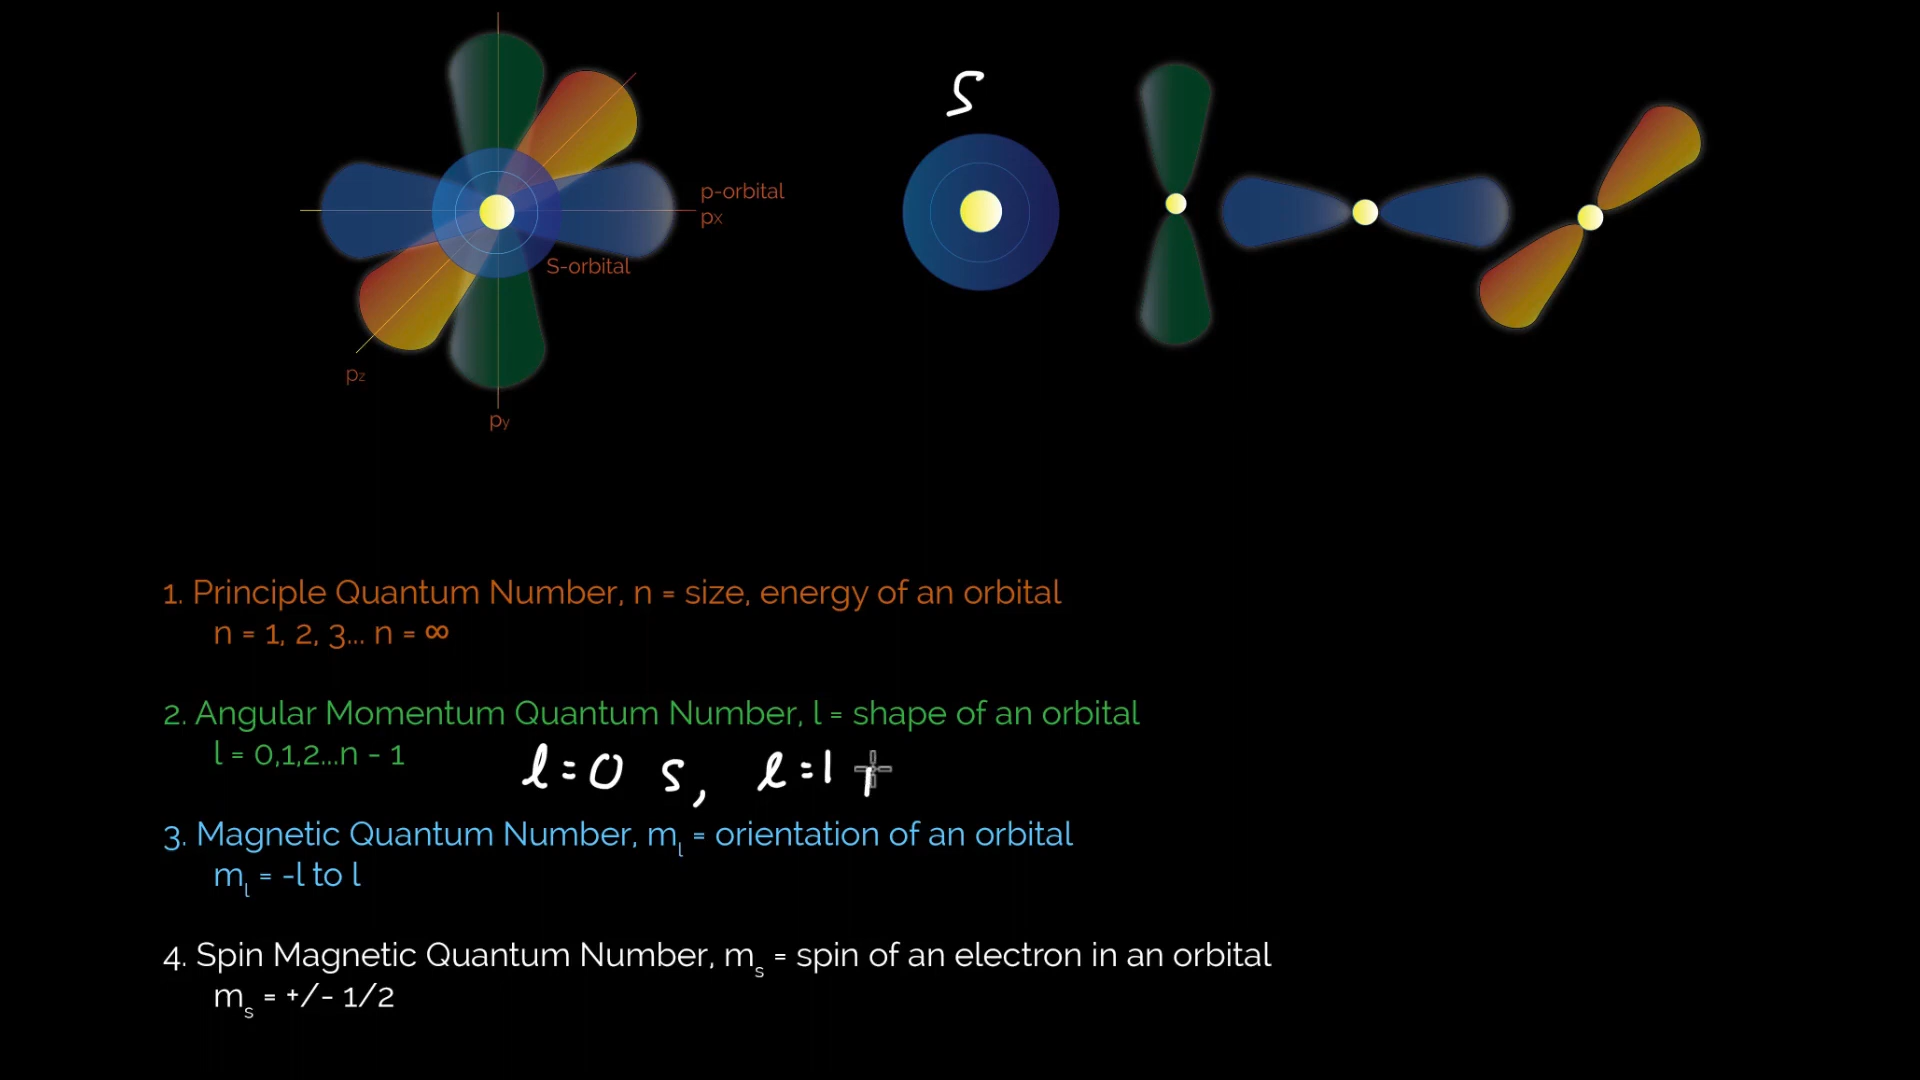 S
p-orbital
px
S-orbital
pz
py
1. Principle Quantum Number, n = size, energy of an orbital
n = 1, 2, 3... n = ∞
2. Angular Momentum Quantum Number, l = shape of an orbital
l = 0,1,2...n - 1
l=0 s, l=1
3. Magnetic Quantum Number, ml = orientation of an orbital
ml = -l to l
4. Spin Magnetic Quantum Number, ms = spin of an electron in an orbital
ms = +/- 1/2